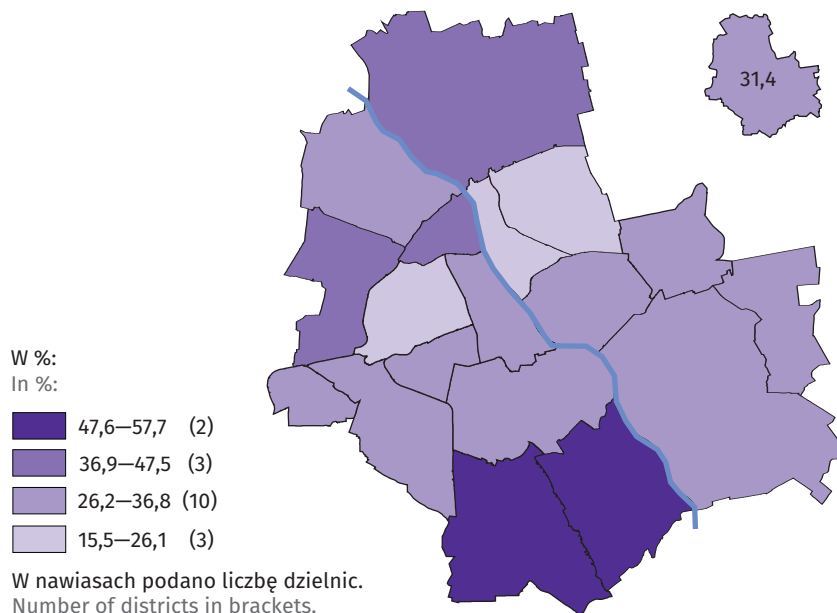 31,4
W %:
In %:
47,6—57,7 (2)
36,9—47,5 (3)
26,2—36,8 (10)
15,5—26,1 (3)
W nawiasach podano liczbę dzielnic.
Number of districts in brackets.